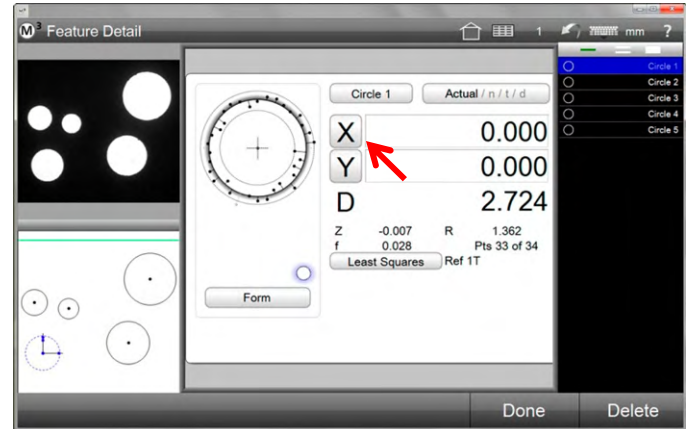 M3 Feature Detail
1
mm
?
Circle 1
Actual / n / t / d
X 0.000
Y 0.000
D 2.724
Z -0.007 R 1.362
f 0.028 Pts 33 of 34
Least Squares Ref 1T
Form
Circle 1
Circle 2
Circle 3
Circle 4
Circle 5
Done
Delete